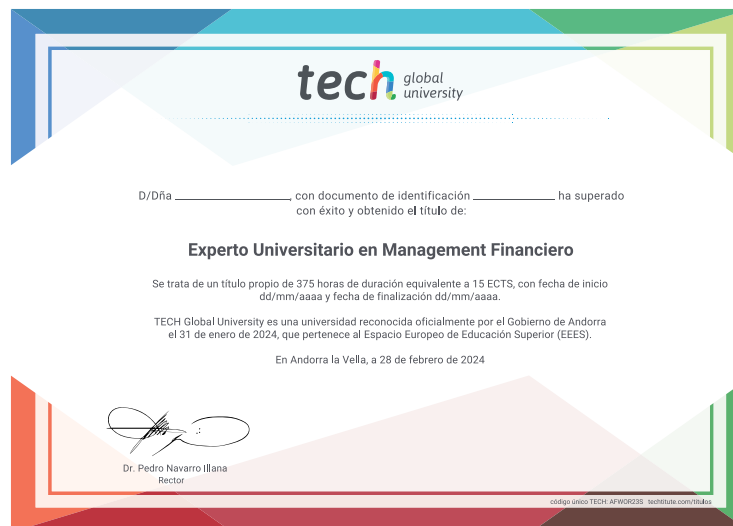 tech global university
D/Dña ____________________, con documento de identificación ______________ ha superado
con éxito y obtenido el título de:
Experto Universitario en Management Financiero
Se trata de un título propio de 375 horas de duración equivalente a 15 ECTS, con fecha de inicio
dd/mm/aaaa y fecha de finalización dd/mm/aaaa.
TECH Global University es una universidad reconocida oficialmente por el Gobierno de Andorra
el 31 de enero de 2024, que pertenece al Espacio Europeo de Educación Superior (EEES).
En Andorra la Vella, a 28 de febrero de 2024
Dr. Pedro Navarro Illana
Rector
código único TECH: AFWOR23S techtitute.com/titulos